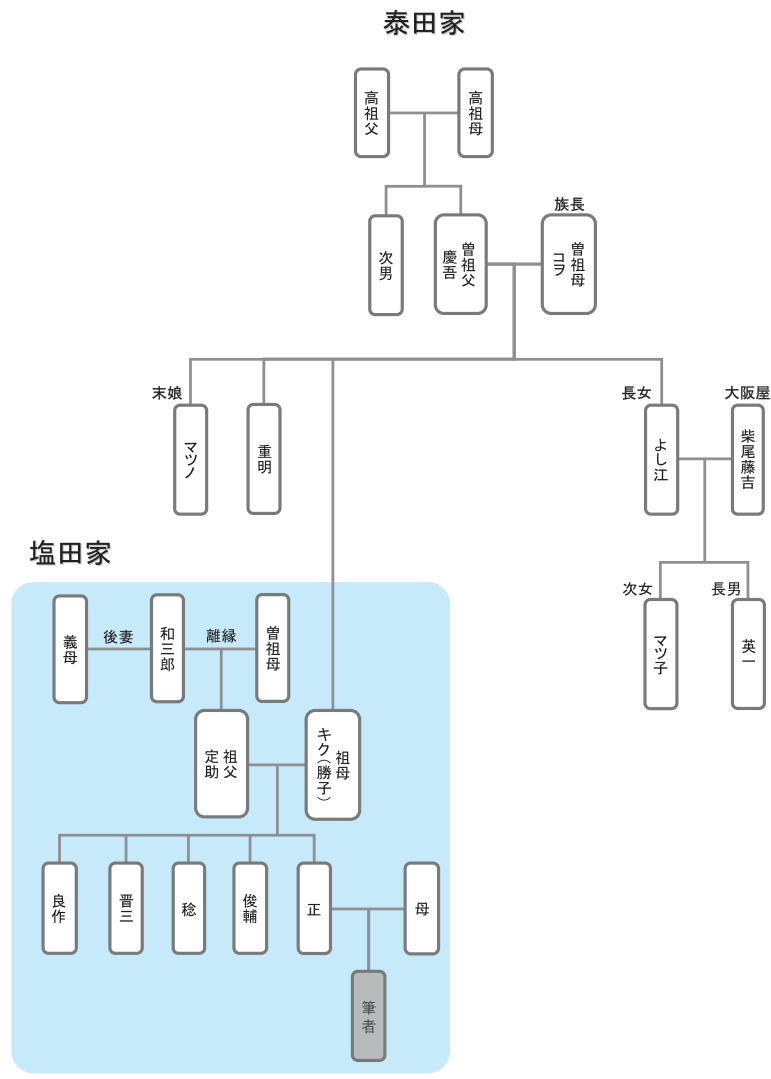 泰田家
高祖父
高祖母
次男
曽祖父
慶吾
族長
曽祖母
コヲ
末娘
マツノ
重明
長女
よし江
大阪屋
柴尾藤吉
次女
マツ子
長男
英一
塩田家
義母
後妻
和三郎
離縁
曽祖母
祖父
定助
祖母
キク（勝子）
良作
晋三
稔
俊輔
正
母
筆者